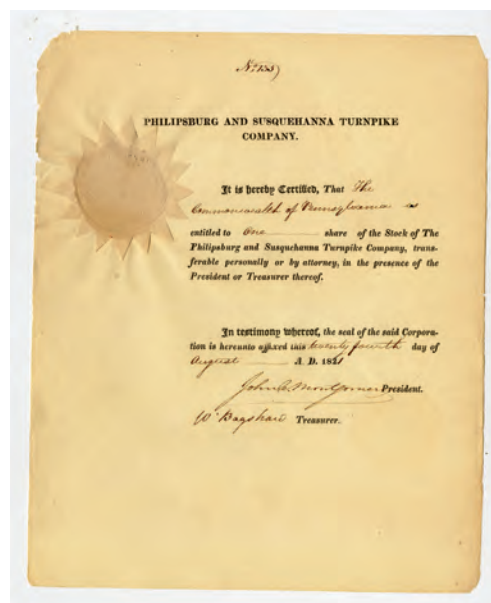 PHILIPSBURG AND SUSQUEHANNA TURNPIKE
COMPANY.
It is hereby Certified, That The
Commonwealth of Pennsylvania is
entitled to One share of the Stock of The
Philipsburg and Susquehanna Turnpike Company, trans-
ferable personally or by attorney, in the presence of the
President or Treasurer thereof.
In testimony whereof, the seal of the said Corpora-
tion is hereunto affixed this twenty fourth day of
August A. D. 182
John Montgomery President.
W. Bagshaw Treasurer.